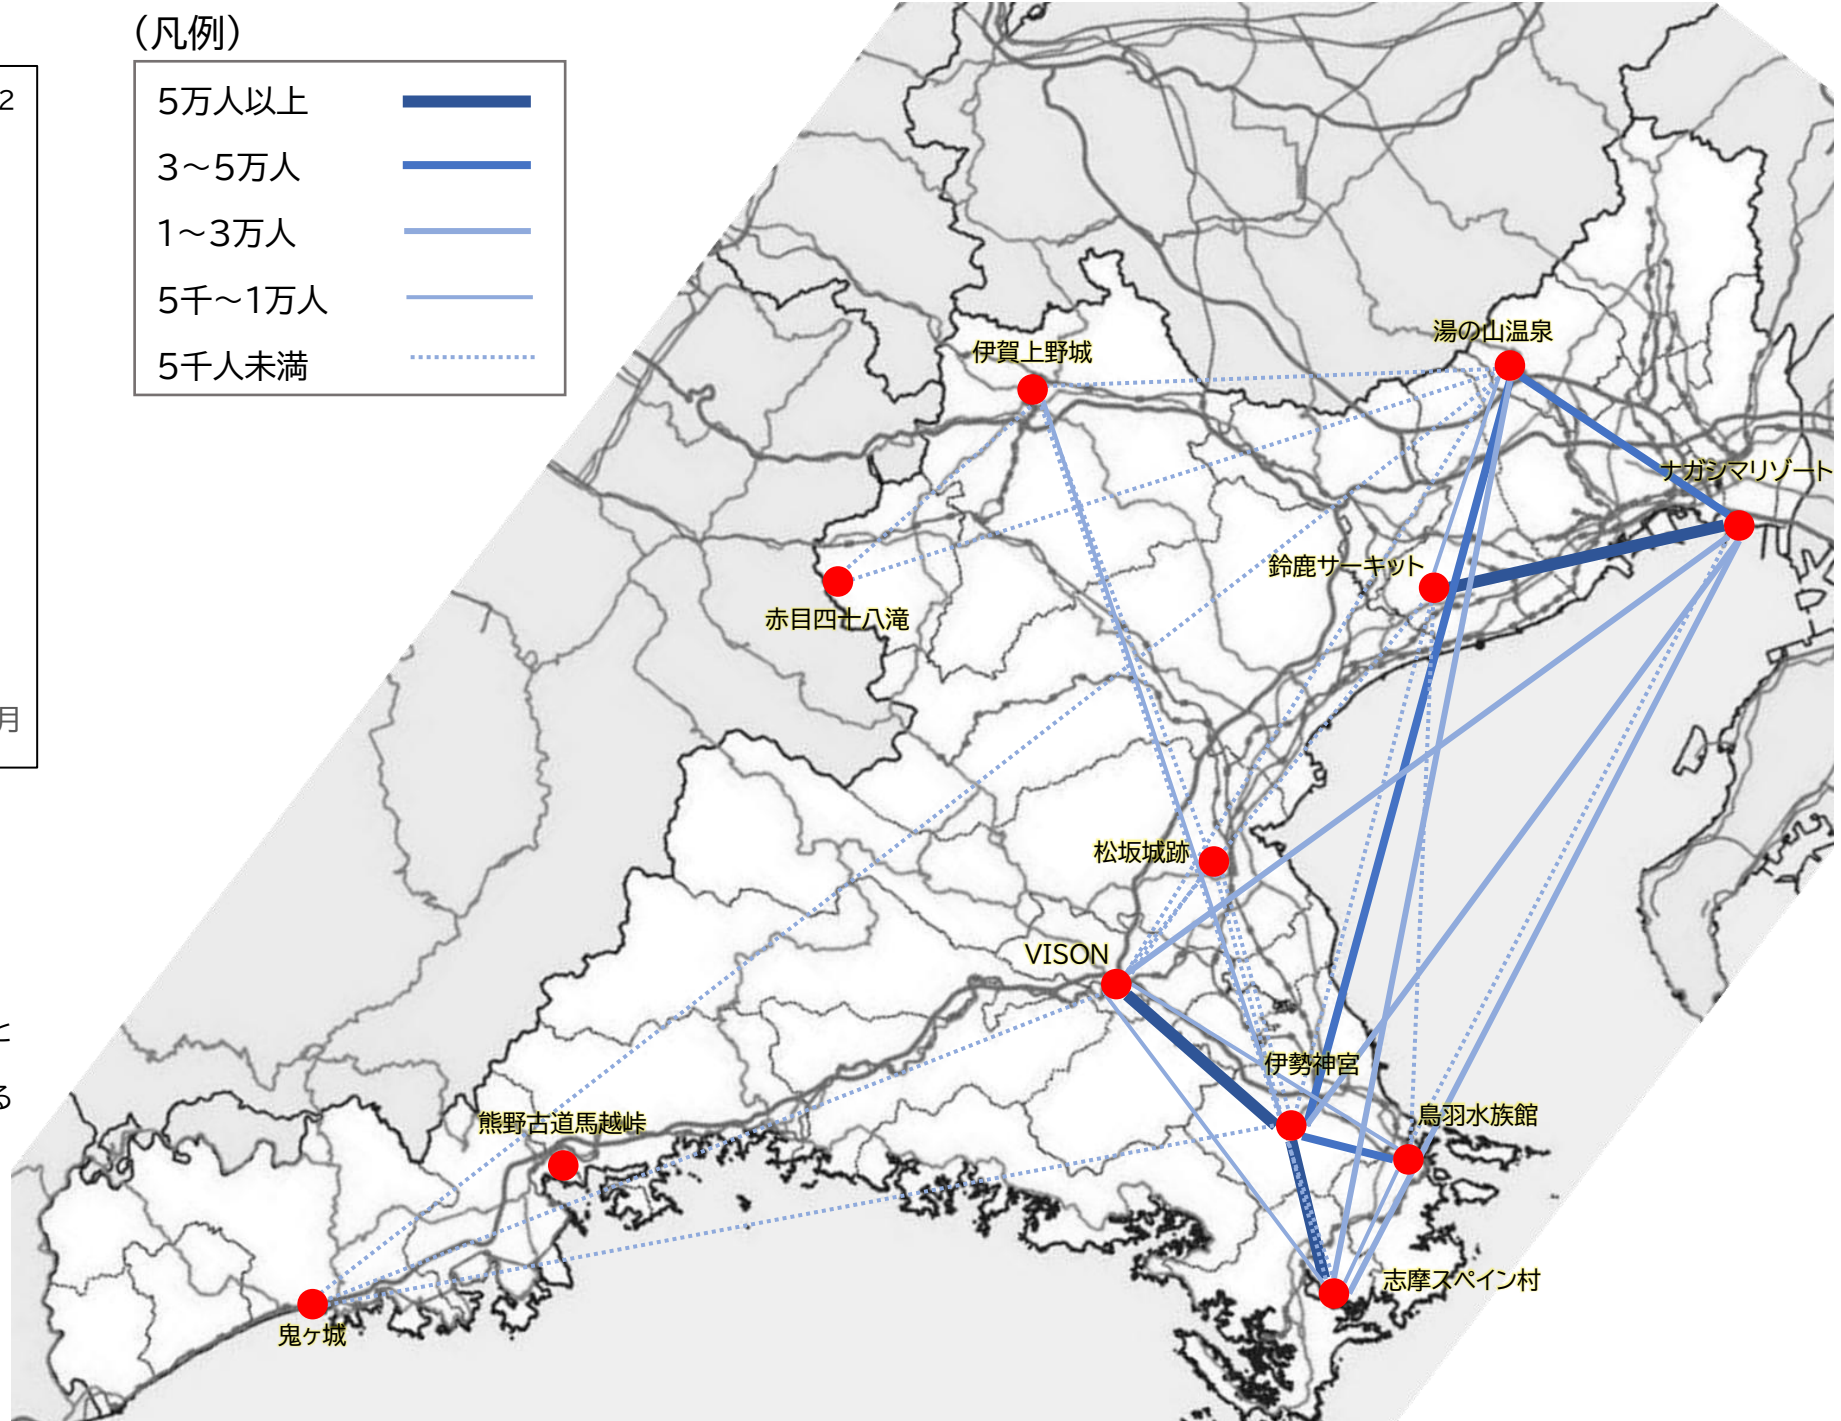 （凡例）
5万人以上
3～5万人
1～3万人
5千～1万人
5千人未満
2
月
と
る
湯の山温泉
伊賀上野城
ナガシマリゾート
鈴鹿サーキット
赤目四十八滝
松坂城跡
VISON
伊勢神宮
鳥羽水族館
熊野古道馬越峠
志摩スペイン村
鬼ヶ城